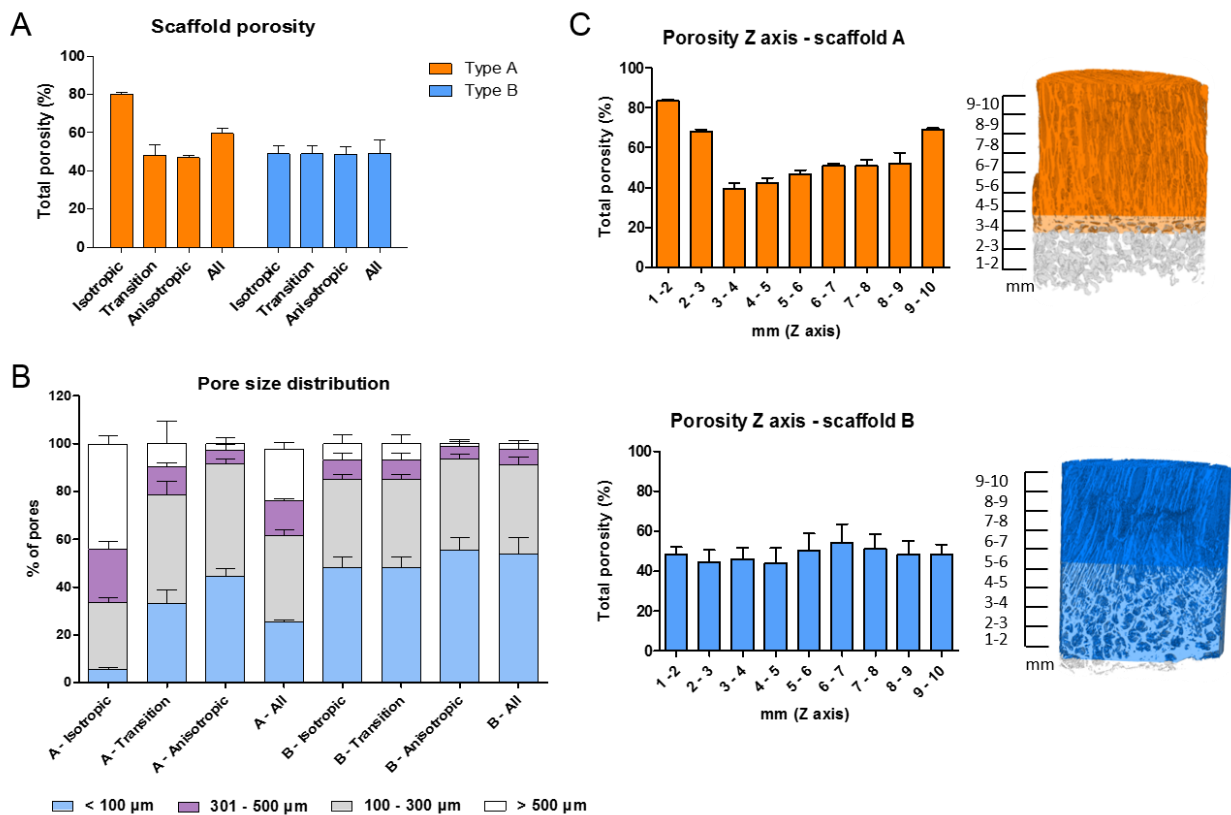 A
Scaffold porosity
Type A
Type B
Total porosity (%)
100
80
60
40
20
0
Isotropic
Transition
Anisotropic
All
Isotropic
Transition
Anisotropic
All
B
Pore size distribution
% of pores
120
100
80
60
40
20
0
A - Isotropic
A - Transition
A - Anisotropic
A - All
B - Isotropic
B - Transition
B - Anisotropic
B - All
< 100 µm
301 - 500 µm
100 - 300 µm
> 500 µm
C
Porosity Z axis - scaffold A
Total porosity (%)
100
80
60
40
20
0
1 - 2
2 - 3
3 - 4
4 - 5
5 - 6
6 - 7
7 - 8
8 - 9
9 - 10
mm (Z axis)
9-10
8-9
7-8
6-7
5-6
4-5
3-4
2-3
1-2
mm
Porosity Z axis - scaffold B
Total porosity (%)
100
80
60
40
20
0
1 - 2
2 - 3
3 - 4
4 - 5
5 - 6
6 - 7
7 - 8
8 - 9
9 - 10
mm (Z axis)
9-10
8-9
7-8
6-7
5-6
4-5
3-4
2-3
1-2
mm